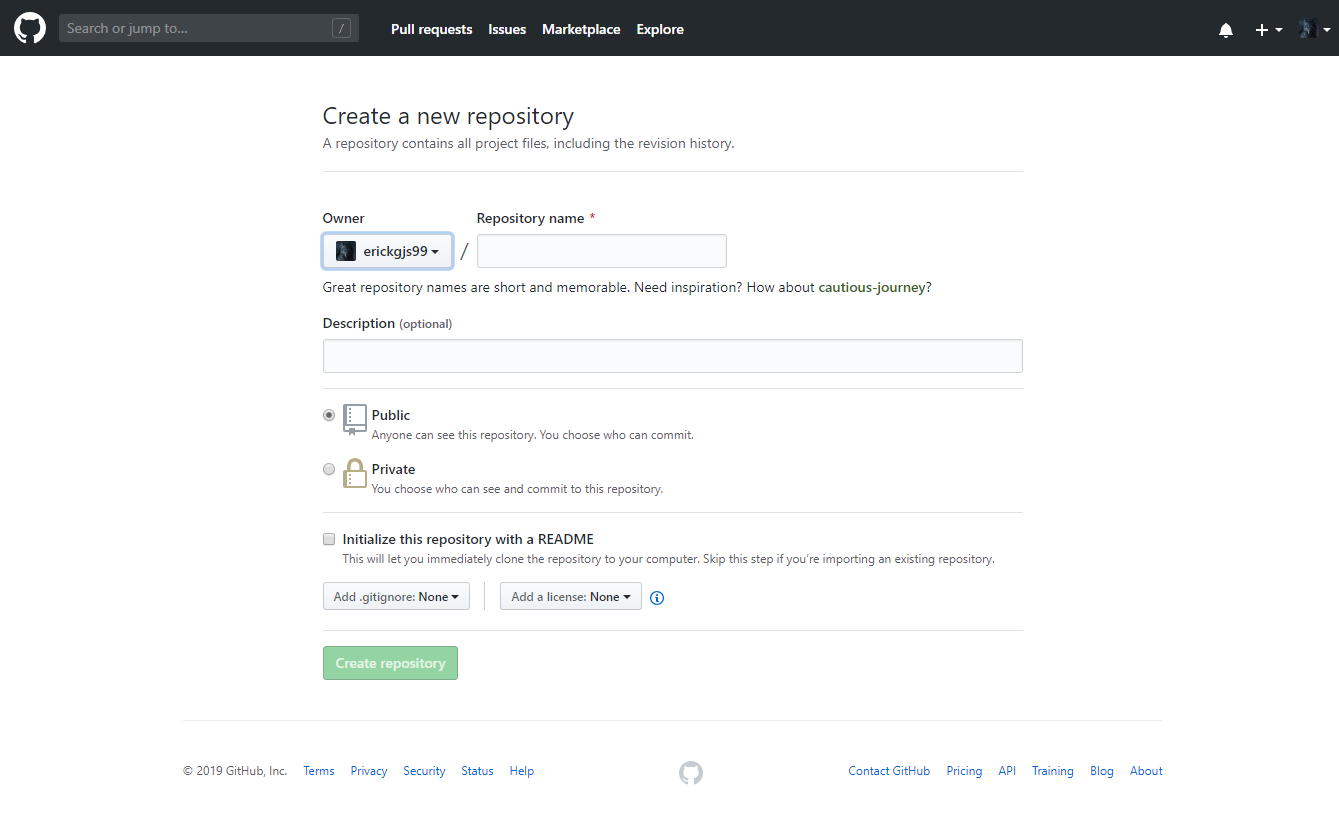 Search or jump to... /
Pull requests Issues Marketplace Explore
Create a new repository
A repository contains all project files, including the revision history.
Owner
Repository name *
erickgjs99 /
Great repository names are short and memorable. Need inspiration? How about cautious-journey?
Description (optional)
Public
Anyone can see this repository. You choose who can commit.
Private
You choose who can see and commit to this repository.
Initialize this repository with a README
This will let you immediately clone the repository to your computer. Skip this step if you’re importing an existing repository.
Add .gitignore: None Add a license: None
Create repository
© 2019 GitHub, Inc. Terms Privacy Security Status Help Contact GitHub Pricing API Training Blog About